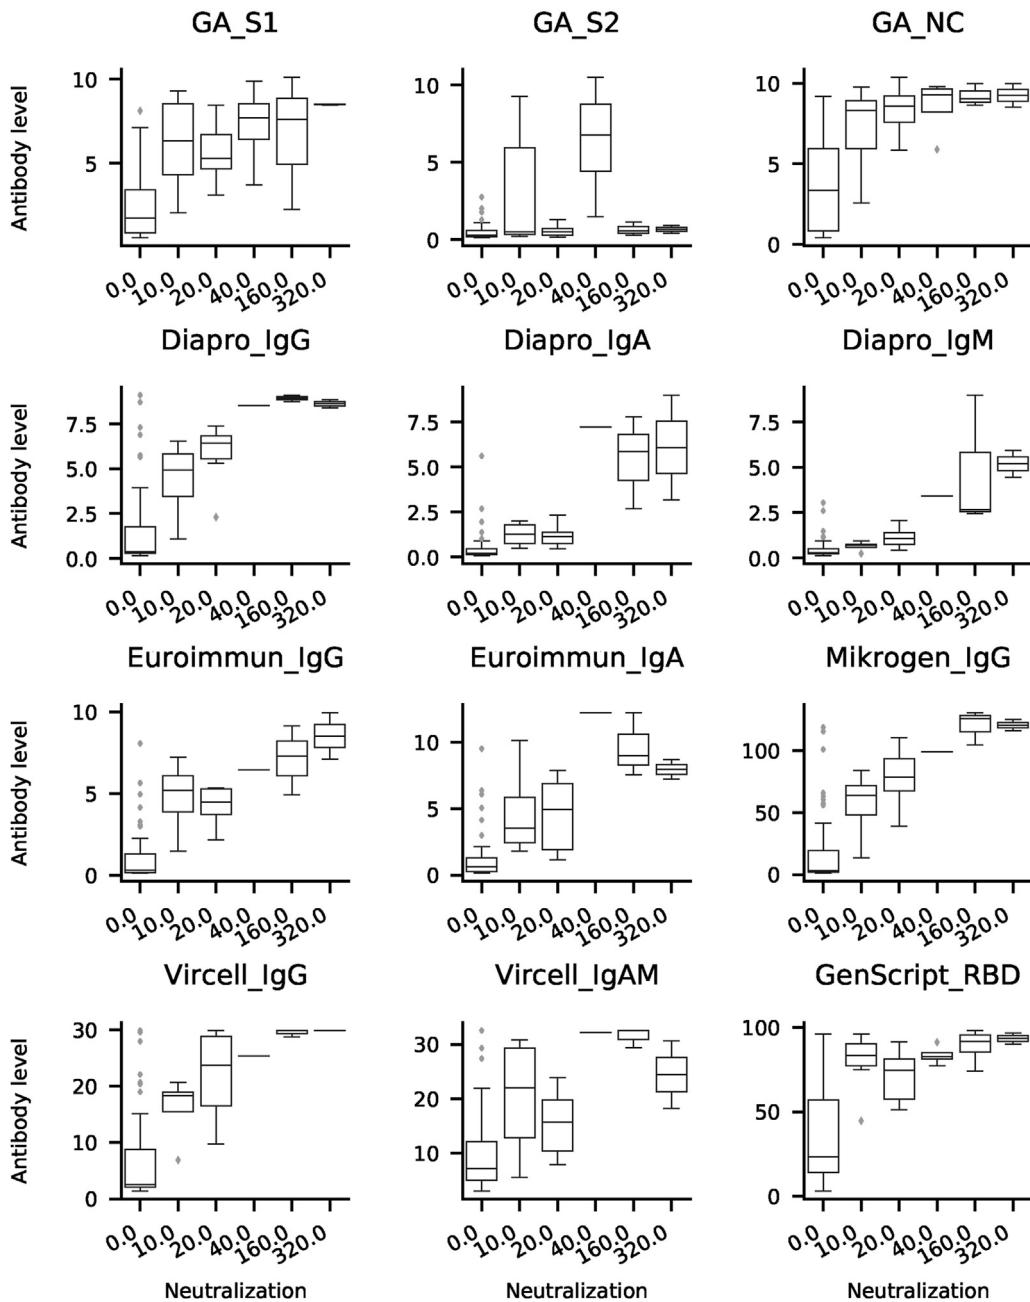 GA_S1 GA_S2 GA_NC
Antibody level
10
5
10
5
0
10
5
0
0.0 10.0 20.0 40.0 160.0 320.0
0.0 10.0 20.0 40.0 160.0 320.0
0.0 10.0 20.0 40.0 160.0 320.0
Diapro_IgG Diapro_IgA Diapro_IgM
Antibody level
7.5
5.0
2.5
0.0
7.5
5.0
2.5
0.0
7.5
5.0
2.5
0.0
0.0 10.0 20.0 40.0 160.0 320.0
0.0 10.0 20.0 40.0 160.0 320.0
0.0 10.0 20.0 40.0 160.0 320.0
Euroimmun_IgG Euroimmun_IgA Mikrogen_IgG
Antibody level
10
5
0
10
5
0
100
50
0
0.0 10.0 20.0 40.0 160.0 320.0
0.0 10.0 20.0 40.0 160.0 320.0
0.0 10.0 20.0 40.0 160.0 320.0
Vircell_IgG Vircell_IgAM GenScript_RBD
Antibody level
30
20
10
0
30
20
10
100
50
0
0.0 10.0 20.0 40.0 160.0 320.0
0.0 10.0 20.0 40.0 160.0 320.0
0.0 10.0 20.0 40.0 160.0 320.0
Neutralization Neutralization Neutralization